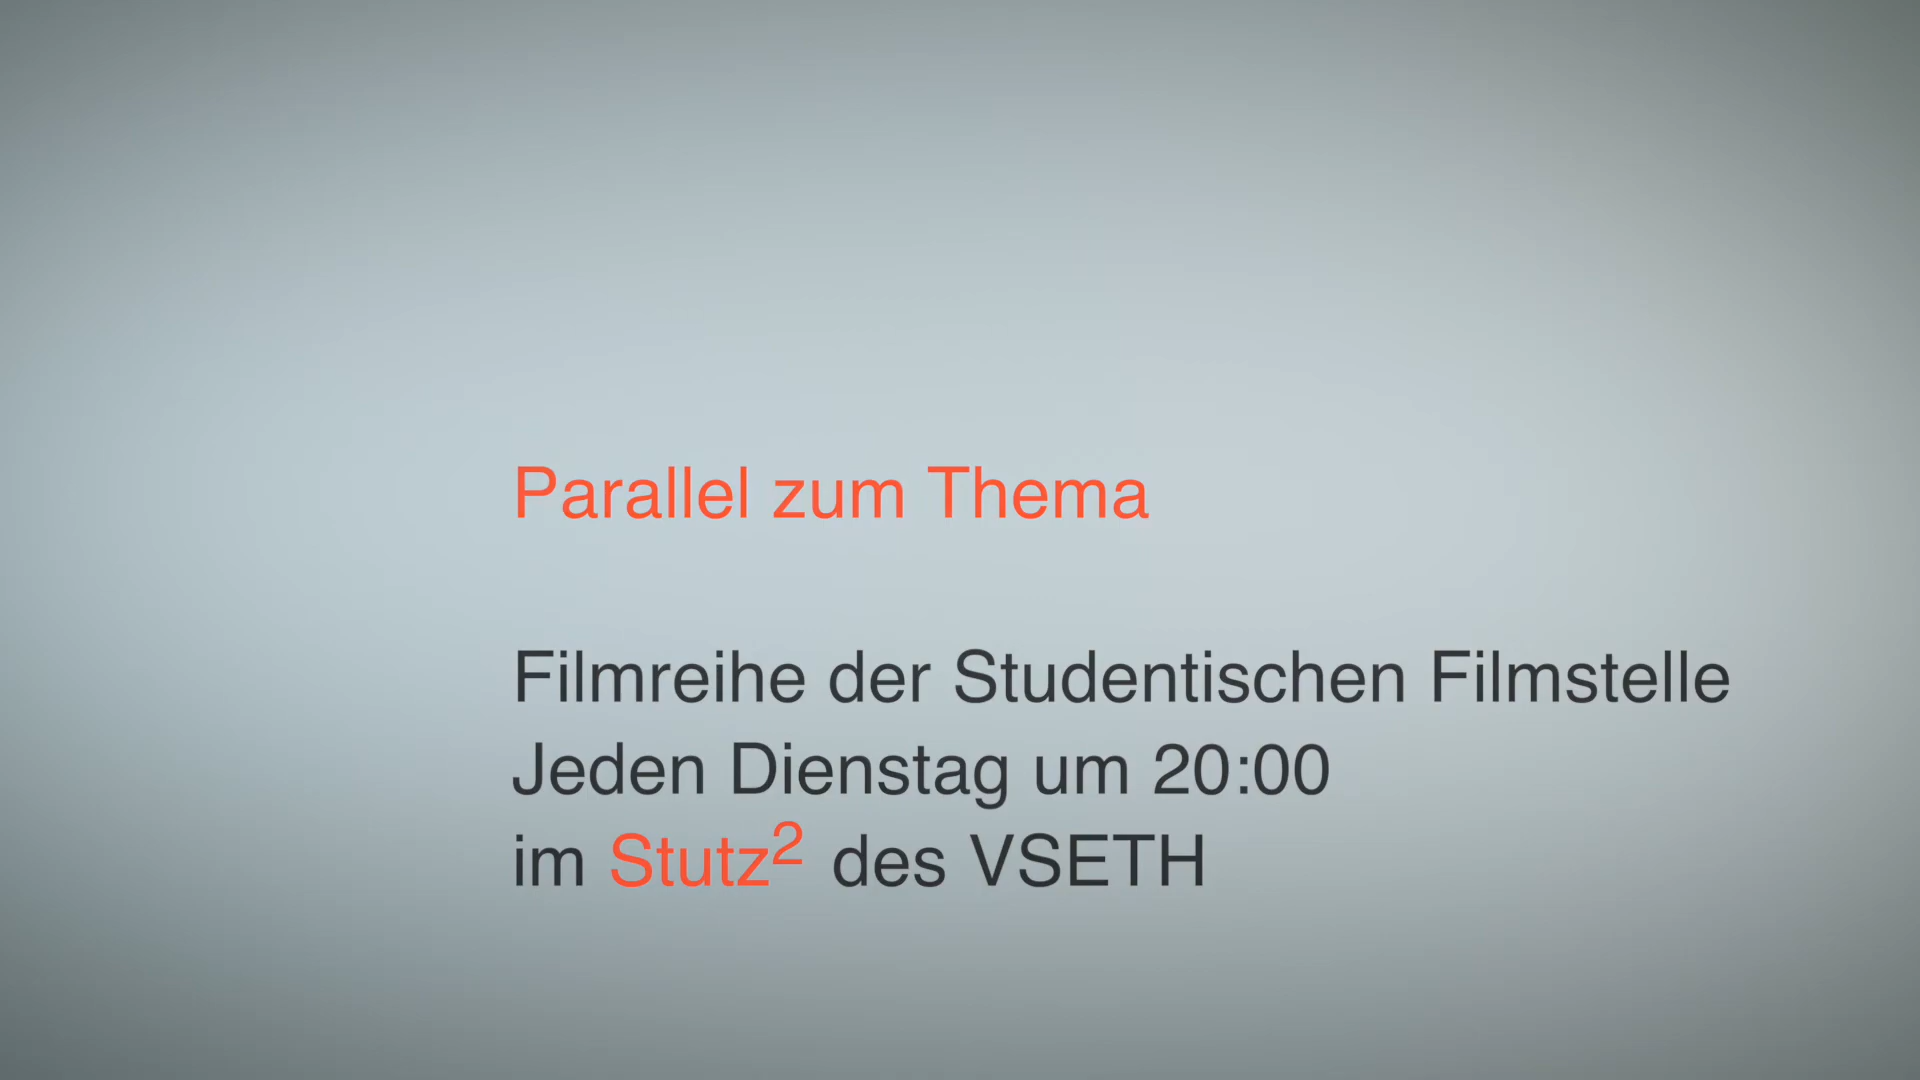 Parallel zum Thema
Filmreihe der Studentischen Filmstelle
Jeden Dienstag um 20:00
im Stutz² des VSETH